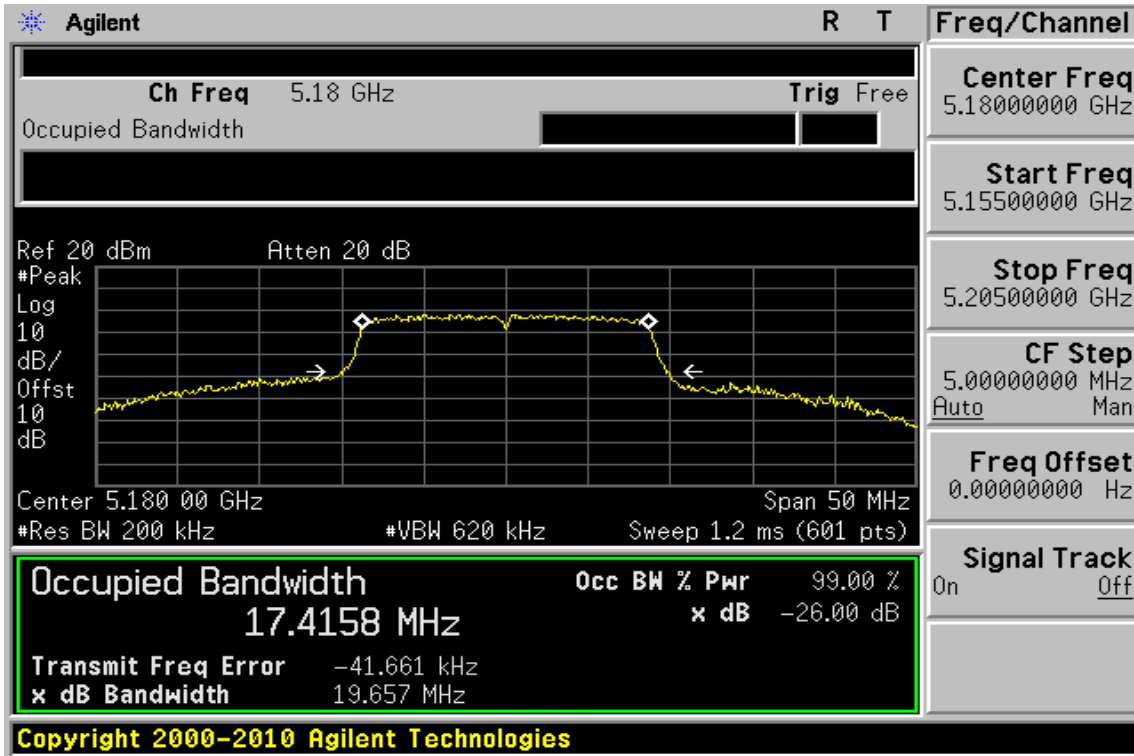 Agilent R T
Ch Freq 5.18 GHz Trig Free
Occupied Bandwidth
Ref 20 dBm Atten 20 dB
#Peak
Log
10
dB/
Offst
10
dB
Center 5.180 00 GHz Span 50 MHz
#Res BW 200 kHz #VBW 620 kHz Sweep 1.2 ms (601 pts)
Occupied Bandwidth
17.4158 MHz
Occ BW % Pwr 99.00 %
x dB -26.00 dB
Transmit Freq Error -41.661 kHz
x dB Bandwidth 19.657 MHz
Copyright 2000-2010 Agilent Technologies
Freq/Channel
Center Freq
5.18000000 GHz
Start Freq
5.15500000 GHz
Stop Freq
5.20500000 GHz
CF Step
5.00000000 MHz
Auto Man
Freq Offset
0.00000000 Hz
Signal Track
On Off